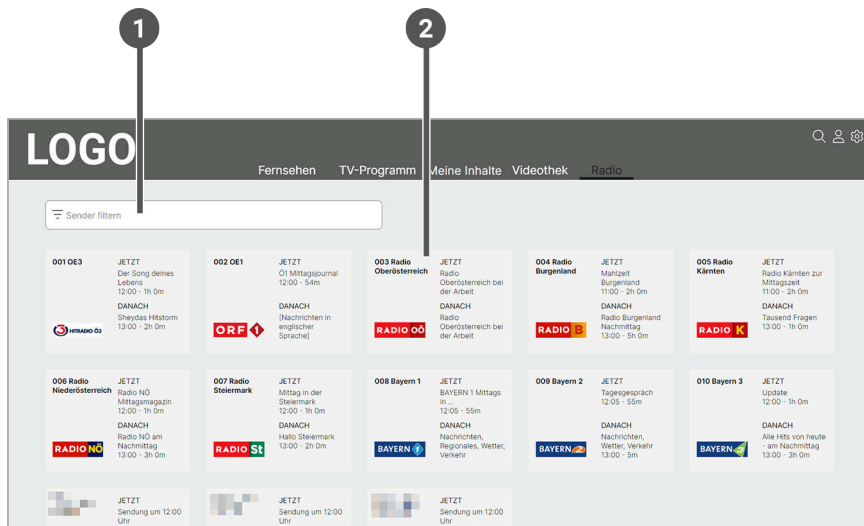 1 2
LOGO
Fernsehen TV-Programm Meine Inhalte Videothek Radio
Sender filtern
001 OE3
JETZT
Der Song deines
Lebens
12:00 - 1h 0m
DANACH
Sheydas Hitstorm
13:00 - 2h 0m
3 HITRADIO Ö3
002 OE1
JETZT
Ö1 Mittagsjournal
12:00 - 54m
DANACH
[Nachrichten in
englischer
Sprache]
ORF 1
003 Radio
Oberösterreich
JETZT
Radio
Oberösterreich bei
der Arbeit
DANACH
Radio
Oberösterreich bei
der Arbeit
RADIO OÖ
004 Radio
Burgenland
JETZT
Mahlzeit
Burgenland
11:00 - 2h 0m
DANACH
Radio Burgenland
Nachmittag
13:00 - 5h 0m
RADIO B
005 Radio
Kärnten
JETZT
Radio Kärnten zur
Mittagszeit
11:00 - 2h 0m
DANACH
Tausend Fragen
13:00 - 1h 0m
RADIO K
006 Radio
Niederösterreich
JETZT
Radio NÖ
Mittagsmagazin
12:00 - 1h 0m
DANACH
Radio NÖ am
Nachmittag
13:00 - 3h 0m
RADIO NÖ
007 Radio
Steiermark
JETZT
Mittag in der
Steiermark
12:00 - 1h 0m
DANACH
Hallo Steiermark
13:00 - 2h 0m
RADIO St
008 Bayern 1
JETZT
BAYERN 1 Mittags
in ...
12:05 - 55m
DANACH
Nachrichten,
Regionales, Wetter,
Verkehr
BAYERN 1
009 Bayern 2
JETZT
Tagesgespräch
12:05 - 55m
DANACH
Nachrichten,
Wetter, Verkehr
13:00 - 5m
BAYERN 2
010 Bayern 3
JETZT
Update
12:00 - 1h 0m
DANACH
Alle Hits von heute
- am Nachmittag
13:00 - 3h 0m
BAYERN 3
JETZT
Sendung um 12:00
Uhr
JETZT
Sendung um 12:00
Uhr
JETZT
Sendung um 12:00
Uhr